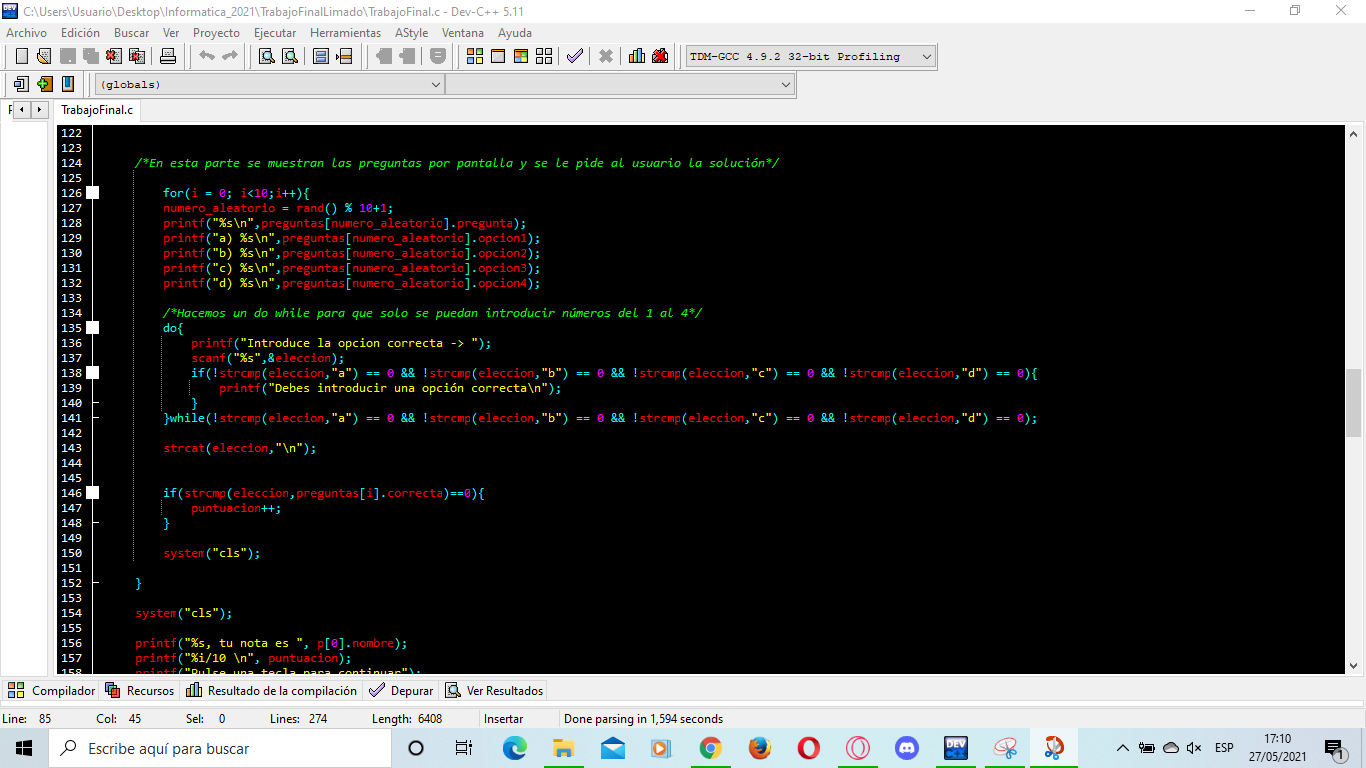 C:\Users\Usuario\Desktop\Informatica_2021\TrabajoFinalLimado\TrabajoFinal.c - Dev-C++ 5.11
Archivo Edición Buscar Ver Proyecto Ejecutar Herramientas AStyle Ventana Ayuda
TDM-GCC 4.9.2 32-bit Profiling
(globals)
TrabajoFinal.c
122
123
124 /*En esta parte se muestran las preguntas por pantalla y se le pide al usuario la solución*/
125
126 for(i = 0; i<10;i++){
127 numero_aleatorio = rand() % 10+1;
128 printf("%s\n",preguntas[numero_aleatorio].pregunta);
129 printf("a) %s\n",preguntas[numero_aleatorio].opcion1);
130 printf("b) %s\n",preguntas[numero_aleatorio].opcion2);
131 printf("c) %s\n",preguntas[numero_aleatorio].opcion3);
132 printf("d) %s\n",preguntas[numero_aleatorio].opcion4);
133
134 /*Hacemos un do while para que solo se puedan introducir números del 1 al 4*/
135 do{
136 printf("Introduce la opcion correcta -> ");
137 scanf("%s",&eleccion);
138 if(!strcmp(eleccion,"a") == 0 && !strcmp(eleccion,"b") == 0 && !strcmp(eleccion,"c") == 0 && !strcmp(eleccion,"d") == 0){
139 printf("Debes introducir una opción correcta\n");
140 }
141 }while(!strcmp(eleccion,"a") == 0 && !strcmp(eleccion,"b") == 0 && !strcmp(eleccion,"c") == 0 && !strcmp(eleccion,"d") == 0);
142
143 strcat(eleccion,"\n");
144
145
146 if(strcmp(eleccion,preguntas[i].correcta)==0){
147 puntuacion++;
148 }
149
150 system("cls");
151
152 }
153
154 system("cls");
155
156 printf("%s, tu nota es ", p[0].nombre);
157 printf("%i/10 \n", puntuacion);
158 printf("Pulse una tecla para continuar");
Compilador Recursos Resultado de la compilación Depurar Ver Resultados
Line: 85 Col: 45 Sel: 0 Lines: 274 Length: 6408 Insertar Done parsing in 1,594 seconds
Escribe aquí para buscar
DEV
ESP
17:10
27/05/2021
1